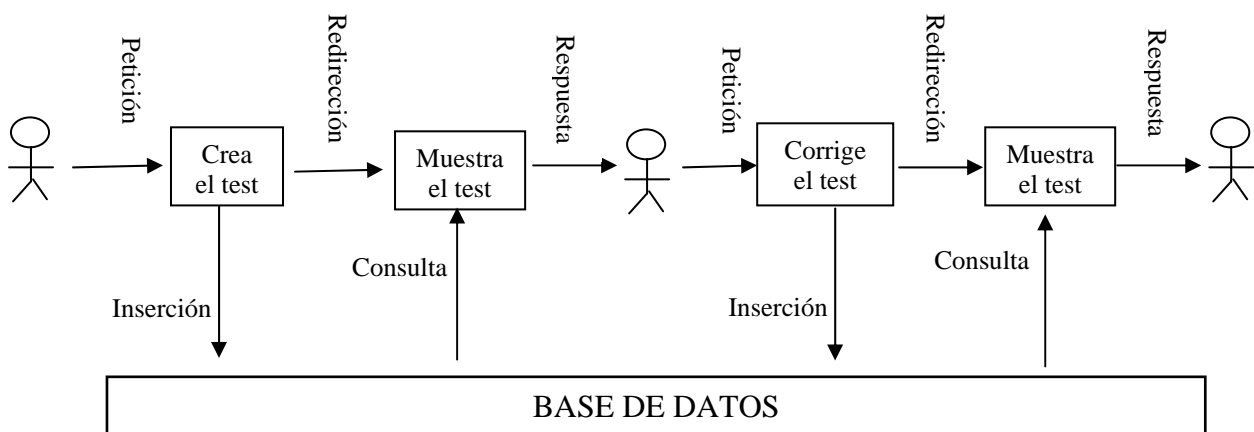 Petición
Redirección
Respuesta
Petición
Redirección
Respuesta
Crea
el test
Muestra
el test
Corrige
el test
Muestra
el test
Inserción
Consulta
Inserción
Consulta
BASE DE DATOS